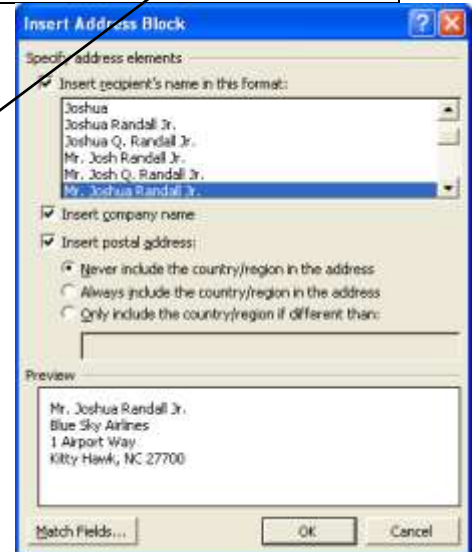 Insert Address Block
Specify address elements
Insert recipient's name in this format:
Joshua
Joshua Randall Jr.
Joshua Q. Randall Jr.
Mr. Josh Randall Jr.
Mr. Josh Q. Randall Jr.
Mr. Joshua Randall Jr.
Insert company name
Insert postal address:
Never include the country/region in the address
Always include the country/region in the address
Only include the country/region if different than:
Preview
Mr. Joshua Randall Jr.
Blue Sky Airlines
1 Airport Way
Kitty Hawk, NC 27700
Match Fields... OK Cancel